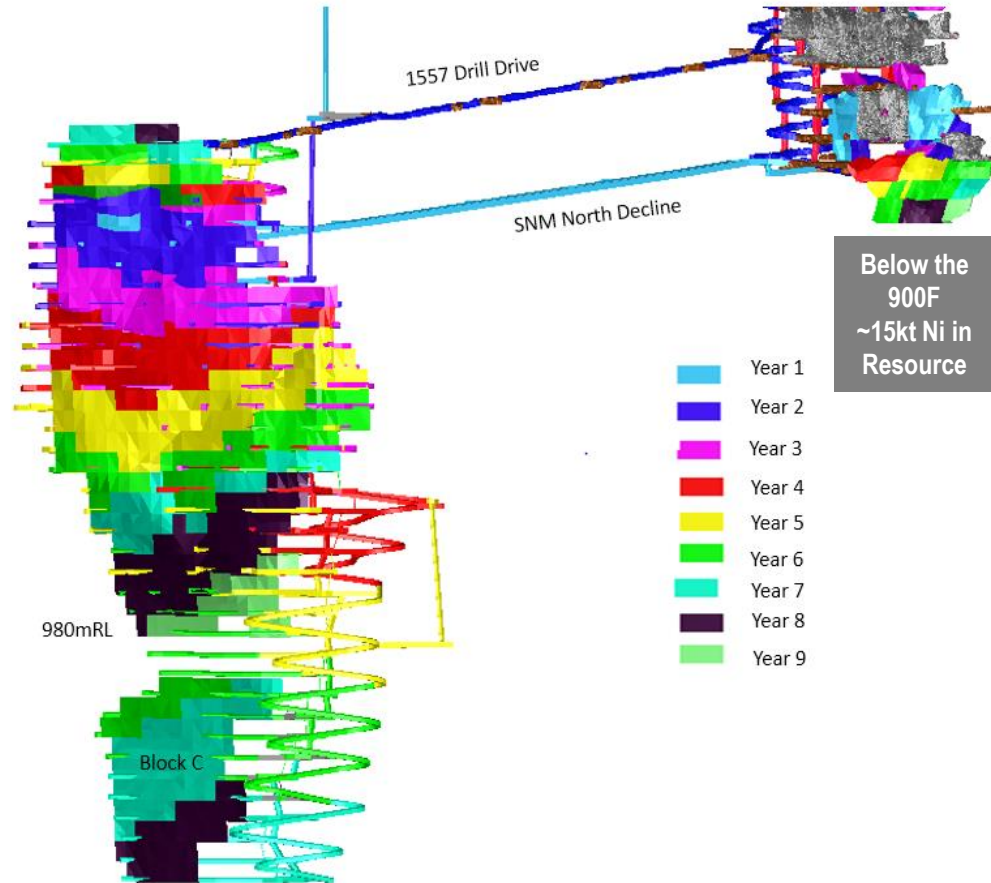 1557 Drill Drive
SNM North Decline
Below the
900F
~15kt Ni in
Resource
Year 1
Year 2
Year 3
Year 4
Year 5
Year 6
Year 7
Year 8
Year 9
980mRL
Block C